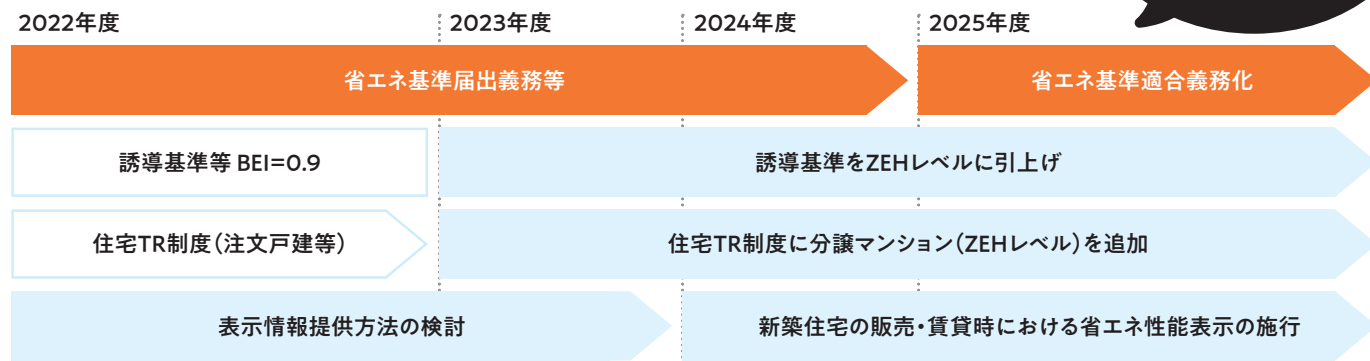 2022年度
2023年度
2024年度
2025年度
省エネ基準届出義務等
省エネ基準適合義務化
誘導基準等 BEI=0.9
誘導基準をZEHレベルに引上げ
住宅TR制度(注文戸建等)
住宅TR制度に分譲マンション(ZEHレベル)を追加
表示情報提供方法の検討
新築住宅の販売・賃貸時における省エネ性能表示の施行